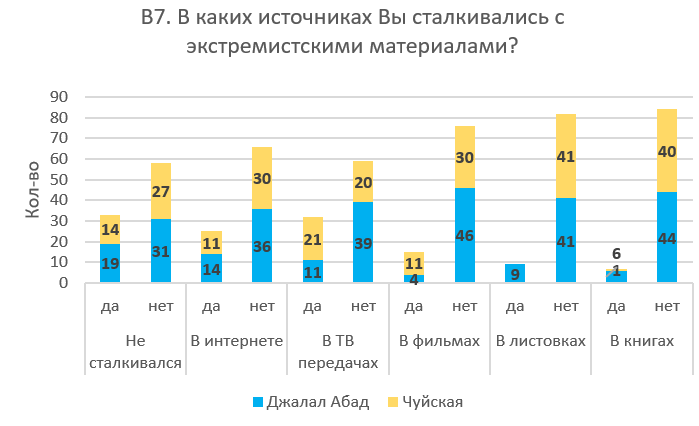 В7. В каких источниках Вы сталкивались с
экстремистскими материалами?
Кол-во
90
80
70
60
50
40
30
20
10
0
14 27 11 30 21 20 11 30 41 6 40
19 31 14 36 11 39 4 46 9 41 1 44
да нет да нет да нет да нет да нет да нет
Не сталкивался
В интернете
В ТВ передачах
В фильмах
В листовках
В книгах
Джалал Абад Чуйская